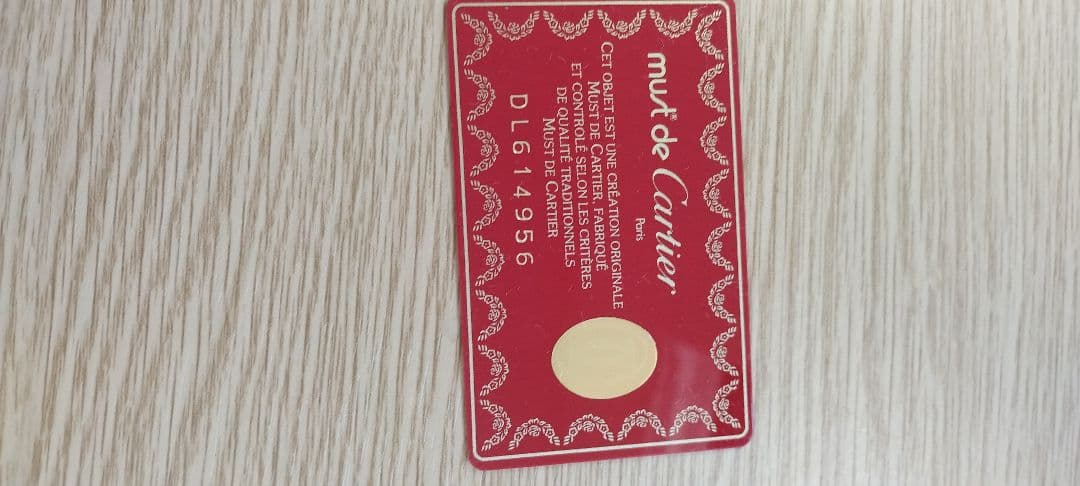 must® de Cartier
Paris
CET OBJET EST UNE CRÉATION ORIGINALE
MUST DE CARTIER, FABRIQUÉ
ET CONTROLÉ SELON LES CRITÈRES
DE QUALITÉ TRADITIONNELS
MUST DE CARTIER
DL614956